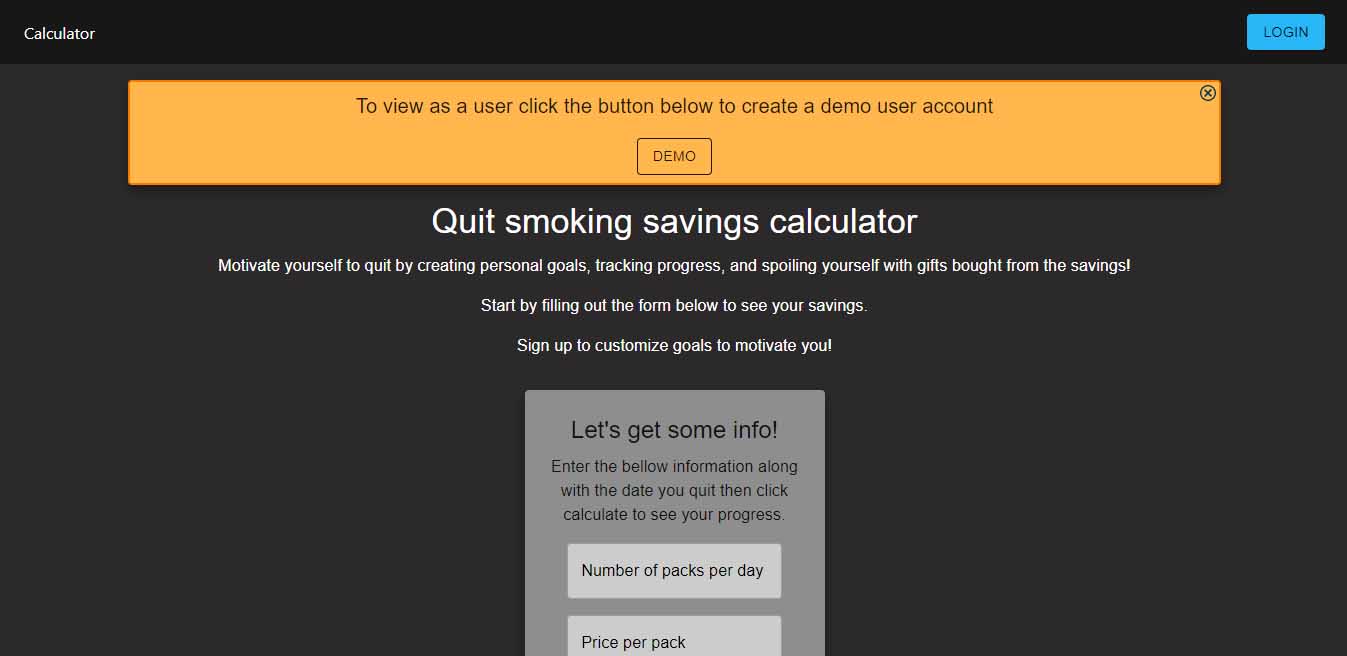 Calculator
LOGIN
To view as a user click the button below to create a demo user account
DEMO
Quit smoking savings calculator
Motivate yourself to quit by creating personal goals, tracking progress, and spoiling yourself with gifts bought from the savings!
Start by filling out the form below to see your savings.
Sign up to customize goals to motivate you!
Let's get some info!
Enter the bellow information along
with the date you quit then click
calculate to see your progress.
Number of packs per day
Price per pack